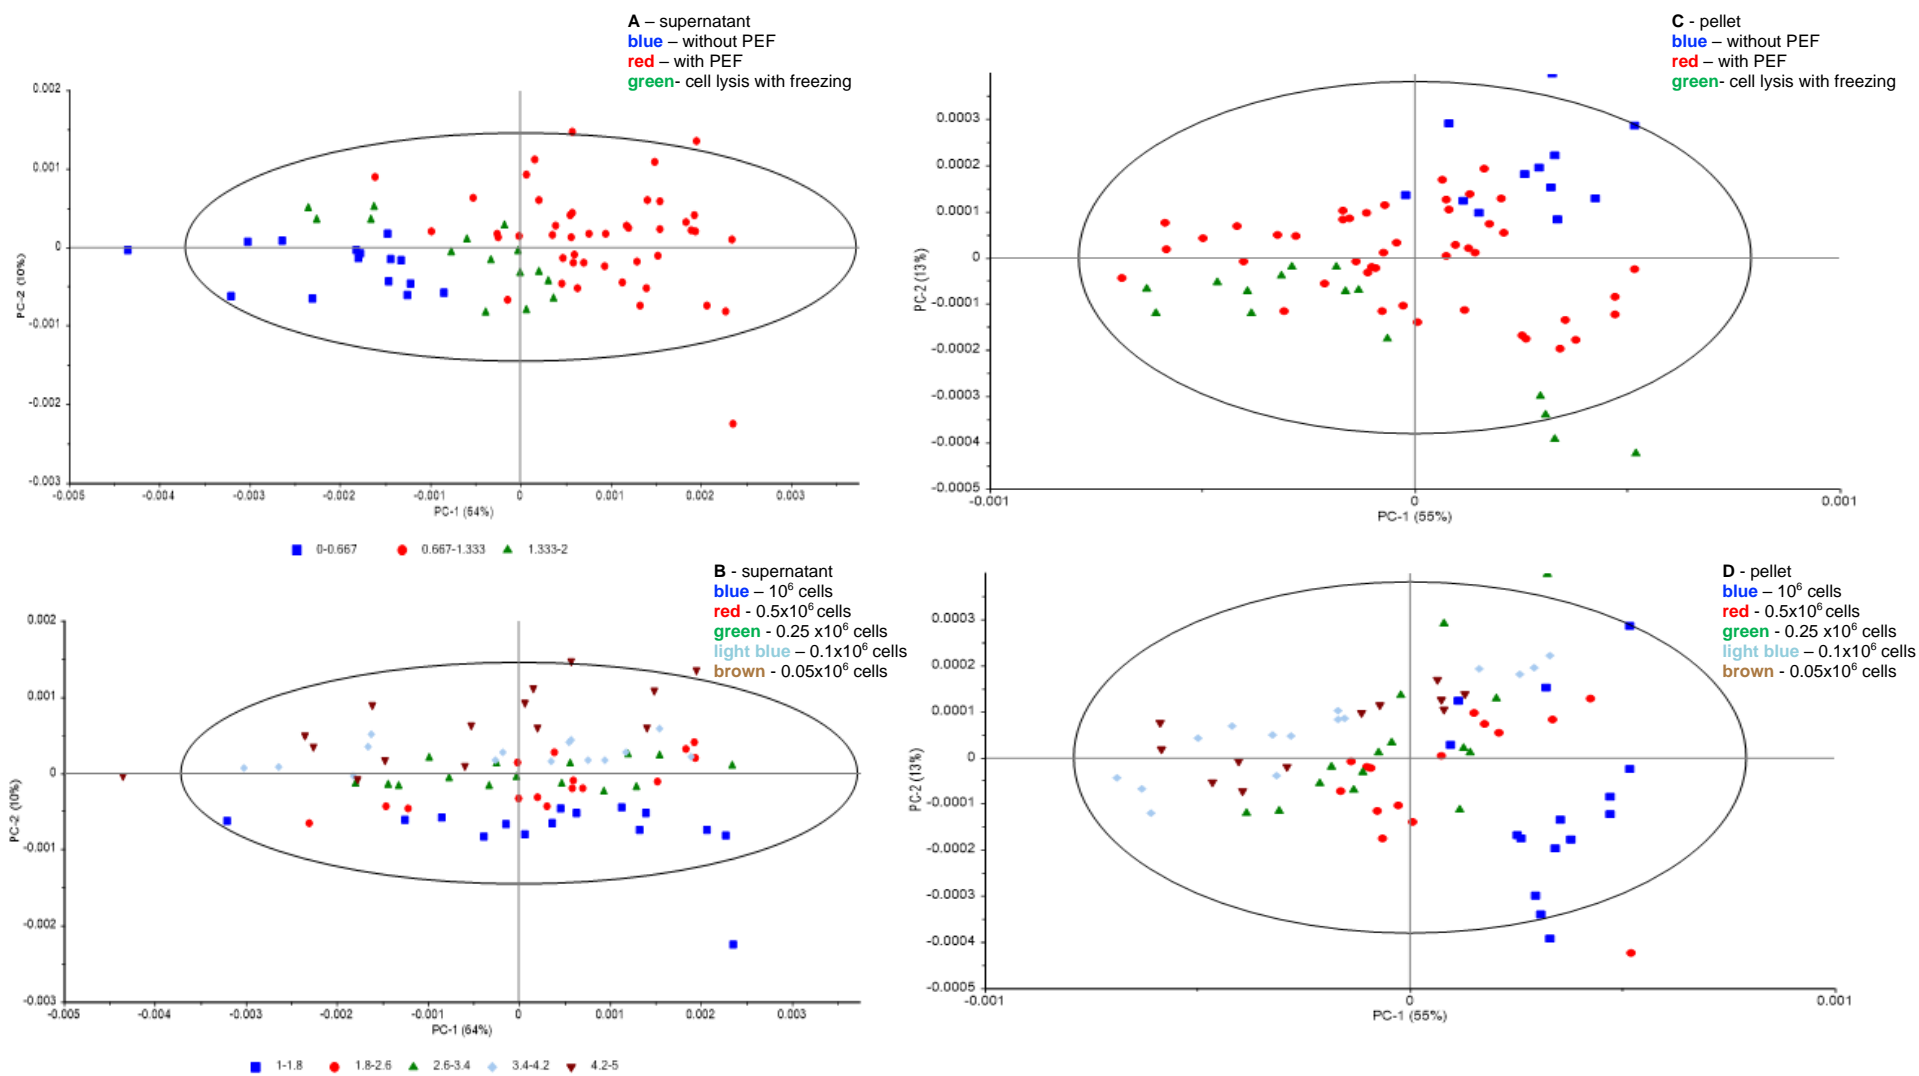 A – supernatant
blue – without PEF
red – with PEF
green- cell lysis with freezing
0.002
0.001
0
-0.001
-0.002
-0.003
PC-2 (10%)
-0.005 -0.004 -0.003 -0.002 -0.001 0 0.001 0.002 0.003
PC-1 (64%)
0-0.667 0.667-1.333 1.333-2
C - pellet
blue – without PEF
red – with PEF
green- cell lysis with freezing
0.0003
0.0002
0.0001
0
-0.0001
-0.0002
-0.0003
-0.0004
-0.0005
PC-2 (13%)
-0.001 0 0.001
PC-1 (55%)
B - supernatant
blue – 10⁶ cells
red - 0.5x10⁶ cells
green - 0.25 x10⁶ cells
light blue – 0.1x10⁶ cells
brown - 0.05x10⁶ cells
0.002
0.001
0
-0.001
-0.002
-0.003
PC-2 (10%)
-0.005 -0.004 -0.003 -0.002 -0.001 0 0.001 0.002 0.003
PC-1 (64%)
1-1.8 1.8-2.6 2.6-3.4 3.4-4.2 4.2-5
D - pellet
blue – 10⁶ cells
red - 0.5x10⁶ cells
green - 0.25 x10⁶ cells
light blue – 0.1x10⁶ cells
brown - 0.05x10⁶ cells
0.0003
0.0002
0.0001
0
-0.0001
-0.0002
-0.0003
-0.0004
-0.0005
PC-2 (13%)
-0.001 0 0.001
PC-1 (55%)